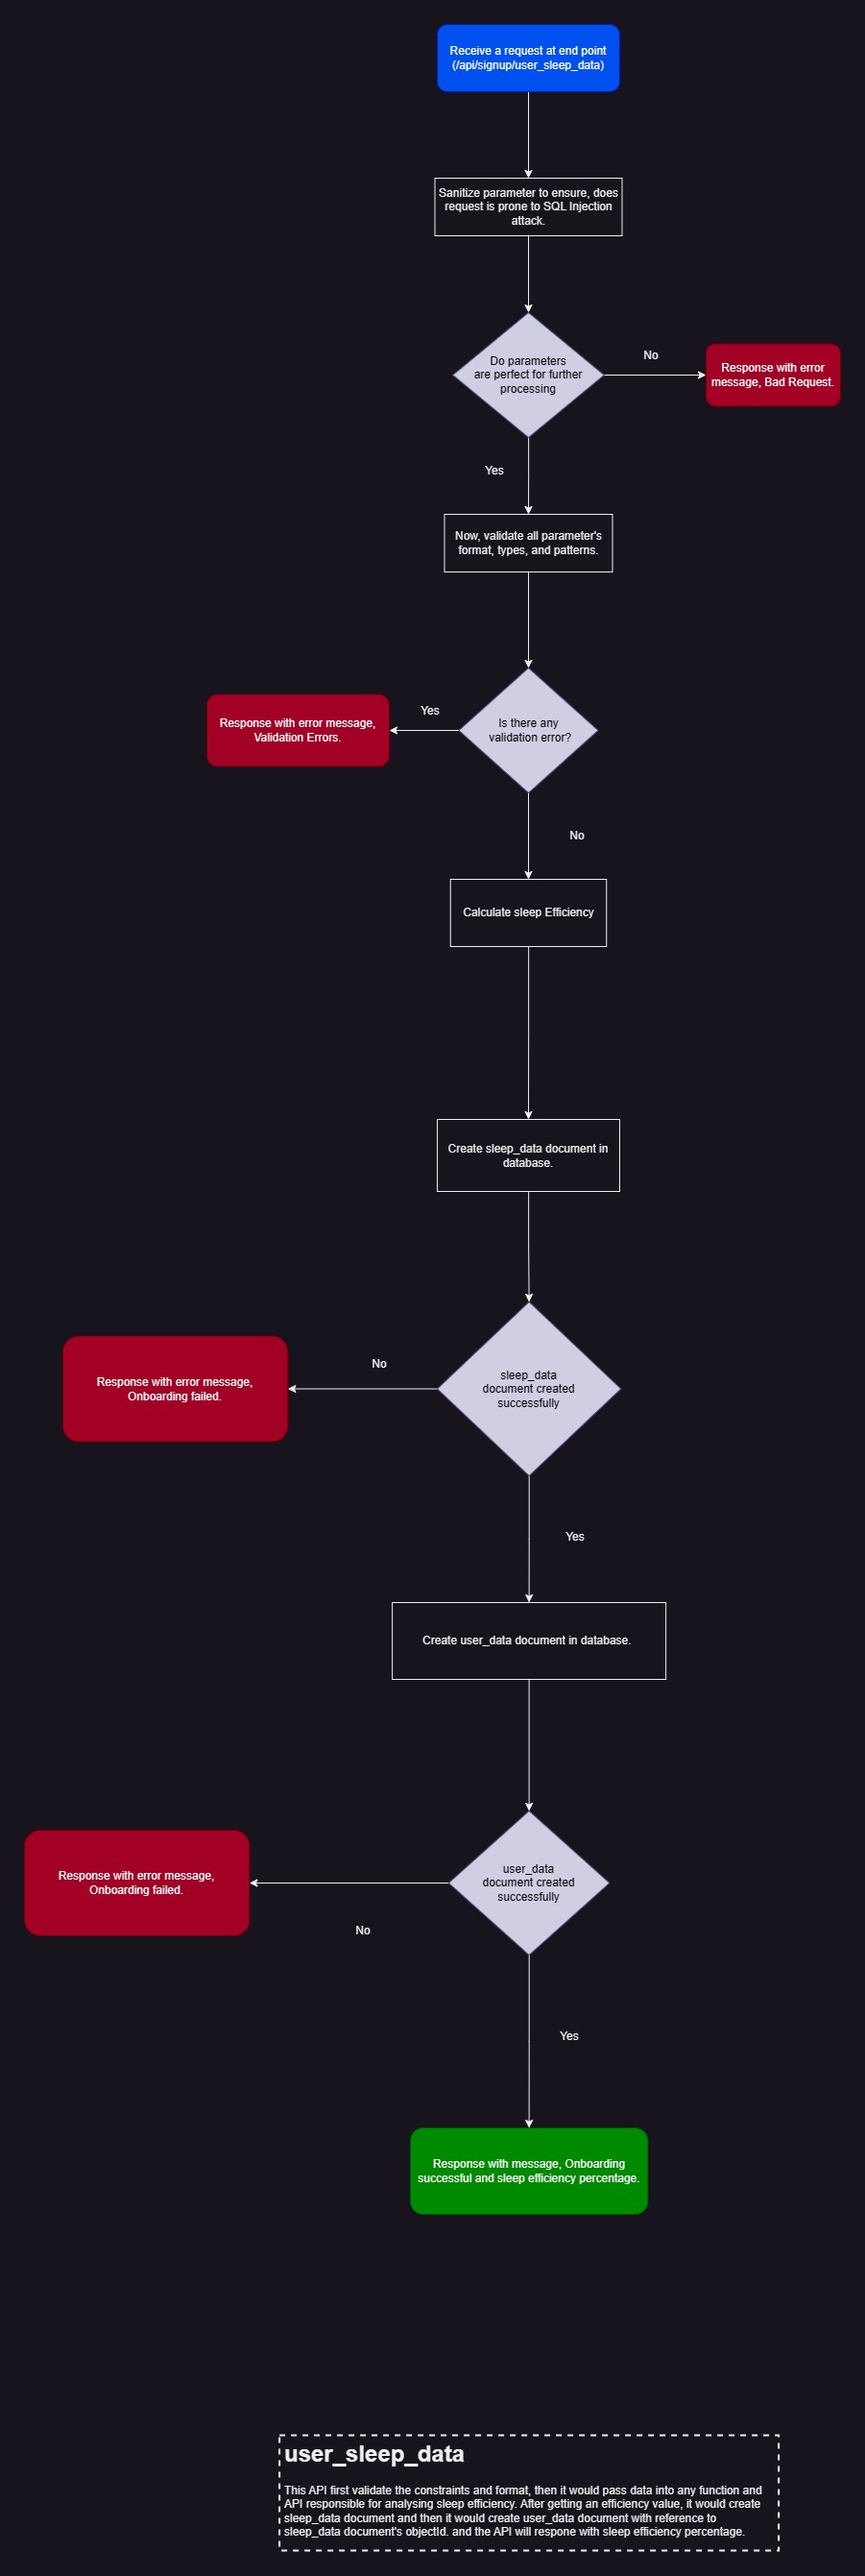 Receive a request at end point
(/api/signup/user_sleep_data)
Sanitize parameter to ensure, does
request is prone to SQL Injection
attack.
Do parameters
are perfect for further
processing
No
Response with error
message, Bad Request.
Yes
Now, validate all parameter's
format, types, and patterns.
Is there any
validation error?
Yes
Response with error message,
Validation Errors.
No
Calculate sleep Efficiency
Create sleep_data document in
database.
sleep_data
document created
successfully
No
Response with error message,
Onboarding failed.
Yes
Create user_data document in database.
user_data
document created
successfully
Response with error message,
Onboarding failed.
No
Yes
Response with message, Onboarding
successful and sleep efficiency percentage.
user_sleep_data
This API first validate the constraints and format, then it would pass data into any function and
API responsible for analysing sleep efficiency. After getting an efficiency value, it would create
sleep_data document and then it would create user_data document with reference to
sleep_data document's objectId. and the API will respone with sleep efficiency percentage.